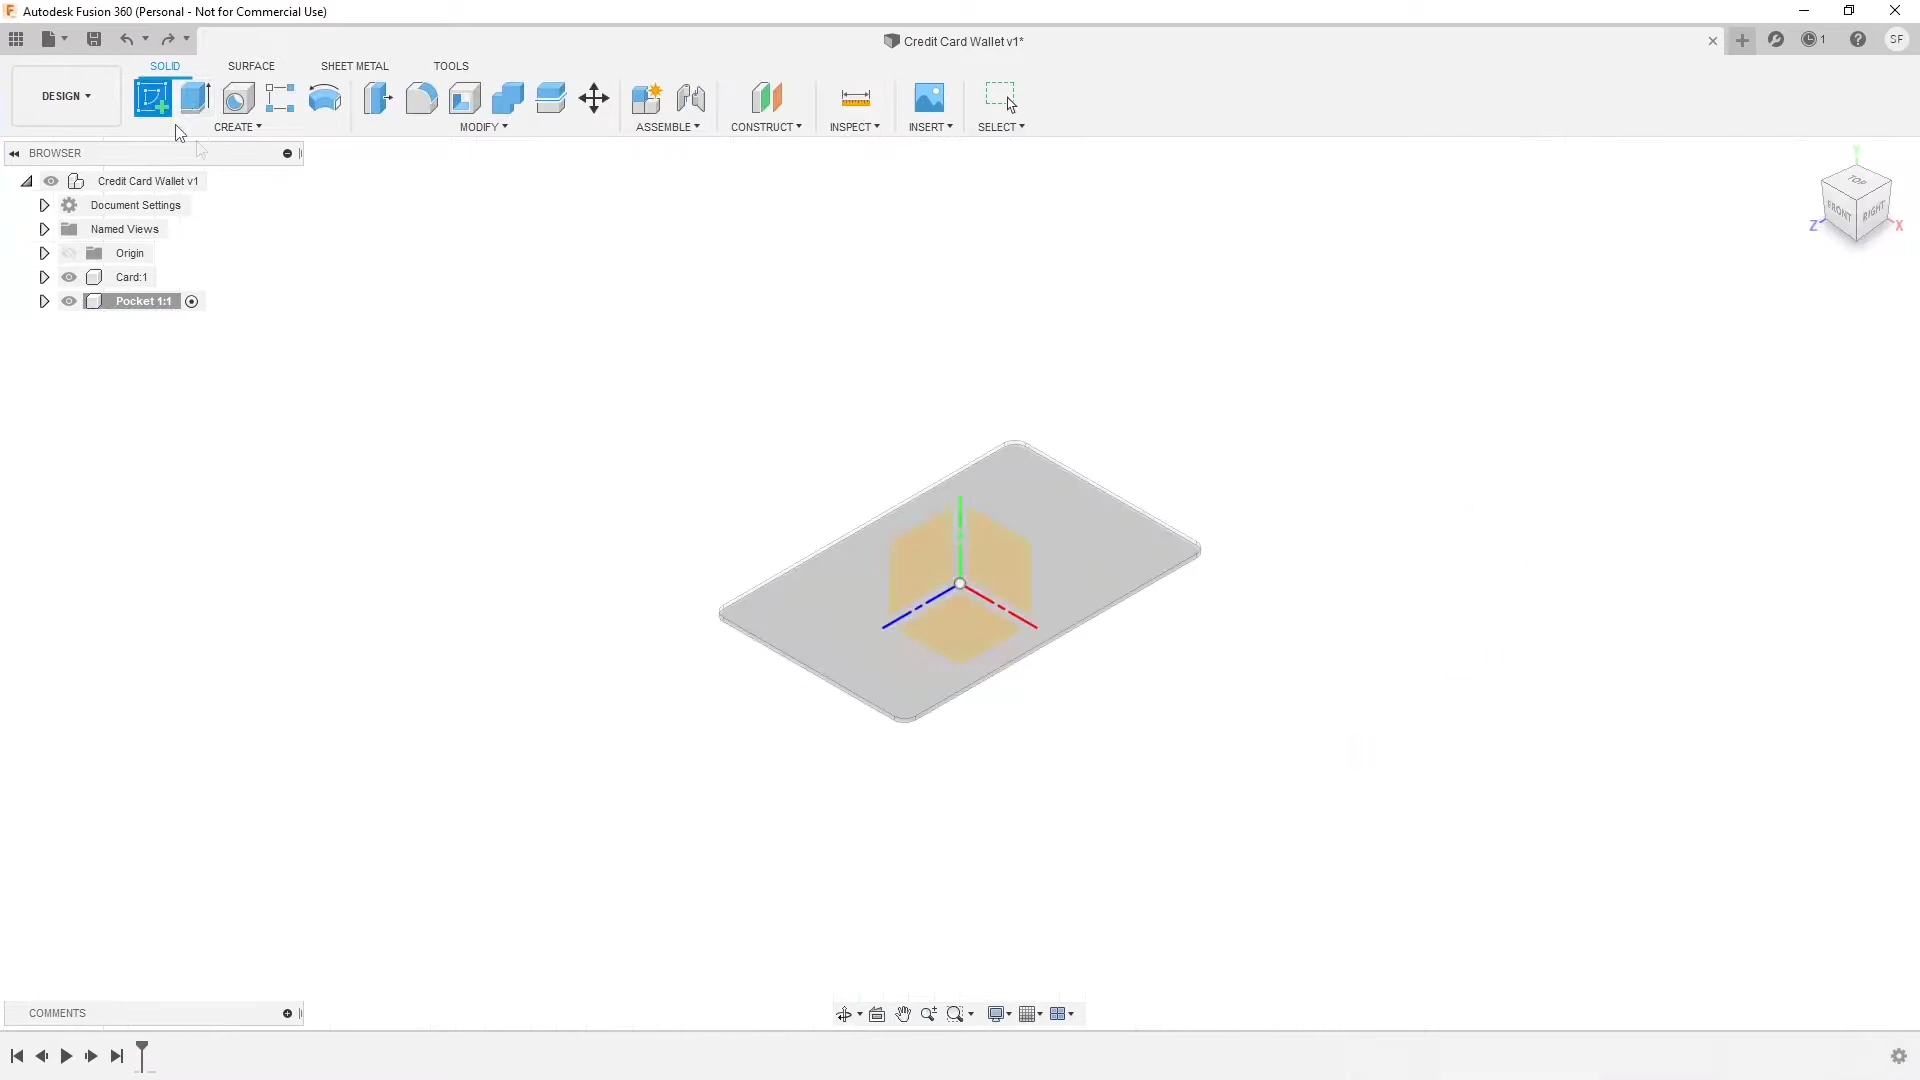 Autodesk Fusion 360 (Personal - Not for Commercial Use)
Credit Card Wallet v1*
1
SF
DESIGN
SOLID
SURFACE
SHEET METAL
TOOLS
CREATE
MODIFY
ASSEMBLE
CONSTRUCT
INSPECT
INSERT
SELECT
BROWSER
Credit Card Wallet v1
Document Settings
Named Views
Origin
Card:1
Pocket 1:1
Y
TOP
FRONT
RIGHT
Z
X
COMMENTS